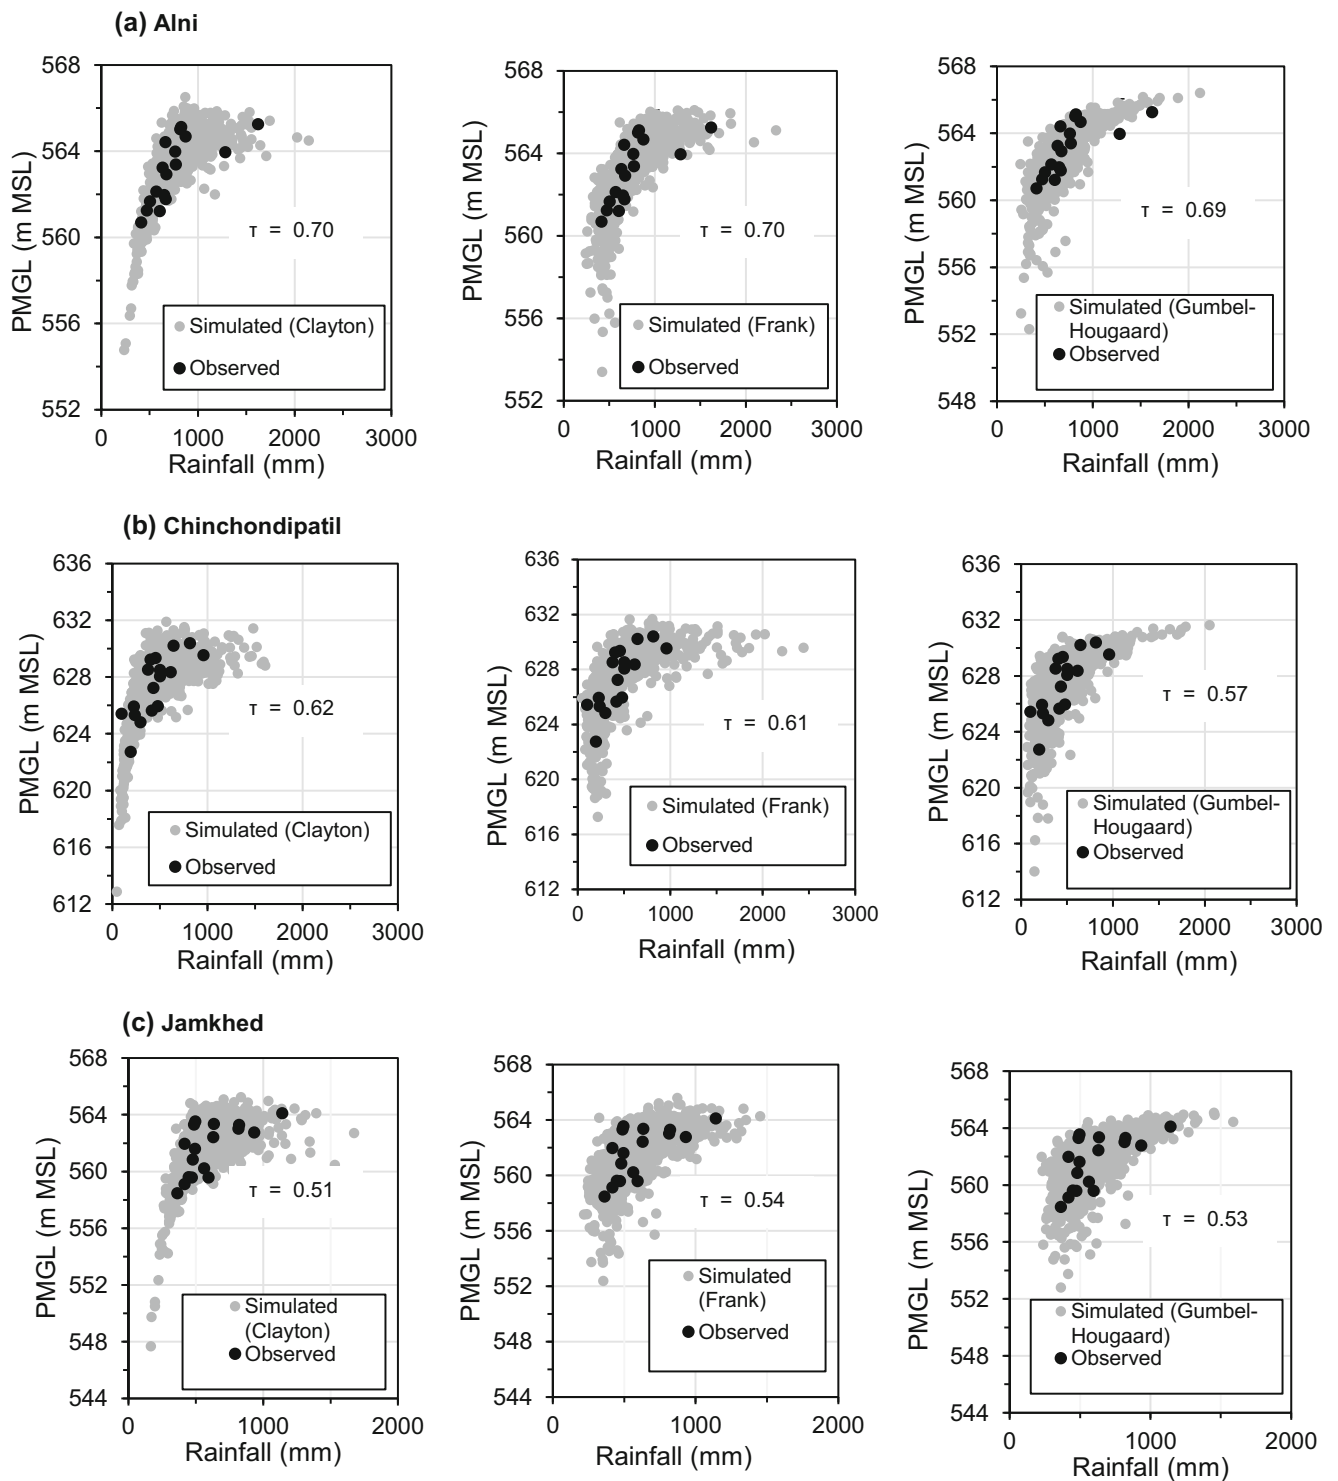 (a) Alni
568
564
560
556
552
PMGL (m MSL)
τ = 0.70
Simulated (Clayton)
Observed
0 1000 2000 3000
Rainfall (mm)
568
564
560
556
552
PMGL (m MSL)
τ = 0.70
Simulated (Frank)
Observed
0 1000 2000 3000
Rainfall (mm)
568
564
560
556
552
548
PMGL (m MSL)
τ = 0.69
Simulated (Gumbel-
Hougaard)
Observed
0 1000 2000 3000
Rainfall (mm)
(b) Chinchondipatil
636
632
628
624
620
616
612
PMGL (m MSL)
τ = 0.62
Simulated (Clayton)
Observed
0 1000 2000 3000
Rainfall (mm)
636
632
628
624
620
616
612
PMGL (m MSL)
τ = 0.61
Simulated (Frank)
Observed
0 1000 2000 3000
Rainfall (mm)
636
632
628
624
620
616
612
PMGL (m MSL)
τ = 0.57
Simulated (Gumbel-
Hougaard)
Observed
0 1000 2000 3000
Rainfall (mm)
(c) Jamkhed
568
564
560
556
552
548
544
PMGL (m MSL)
τ = 0.51
Simulated
(Clayton)
Observed
0 1000 2000
Rainfall (mm)
568
564
560
556
552
548
544
PMGL (m MSL)
τ = 0.54
Simulated
(Frank)
Observed
0 1000 2000
Rainfall (mm)
568
564
560
556
552
548
544
PMGL (m MSL)
τ = 0.53
Simulated (Gumbel-
Hougaard)
Observed
0 1000 2000
Rainfall (mm)